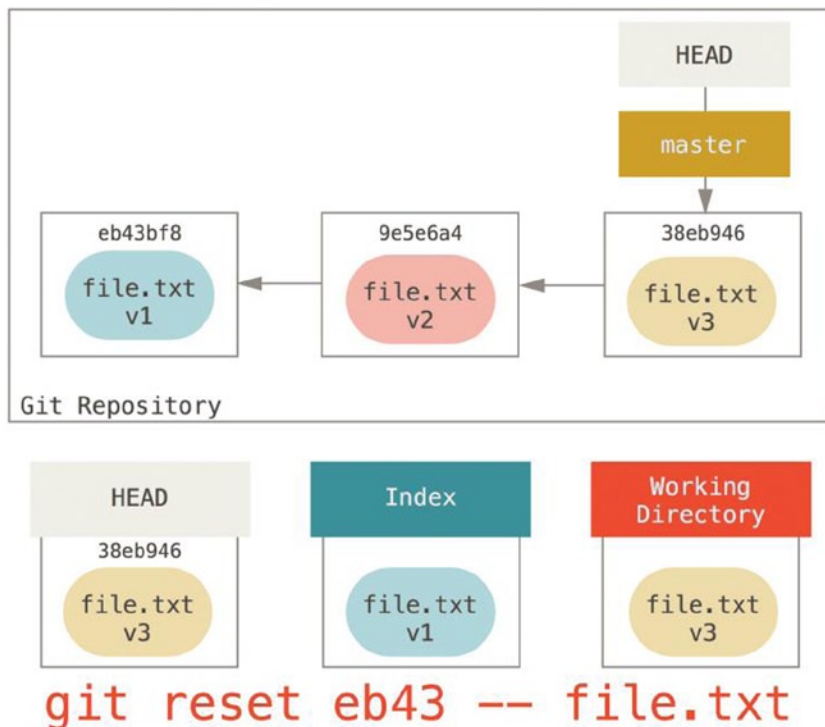 HEAD
master
eb43bf8
9e5e6a4
38eb946
file.txt
v1
file.txt
v2
file.txt
v3
Git Repository
HEAD
Index
Working
Directory
38eb946
file.txt
v3
file.txt
v1
file.txt
v3
git reset eb43 -- file.txt